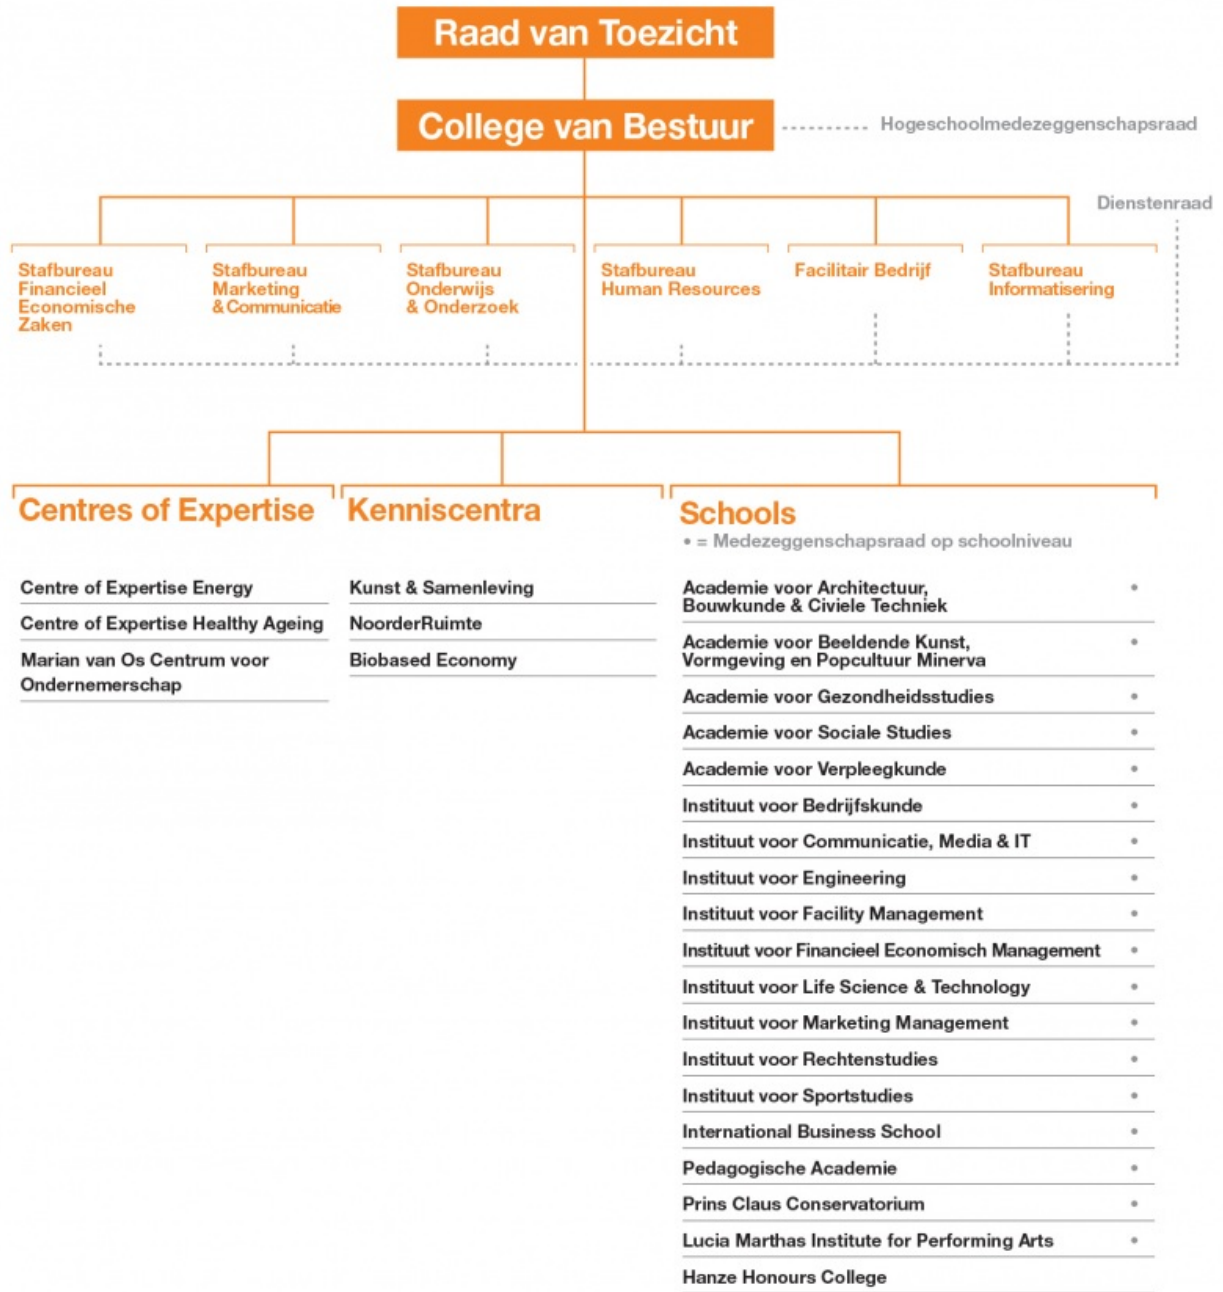 Raad van Toezicht
College van Bestuur
Hogeschoolmedezeggenschapsraad
Dienstenraad
Stafbureau
Financieel
Economische
Zaken
Stafbureau
Marketing
& Communicatie
Stafbureau
Onderwijs
& Onderzoek
Stafbureau
Human Resources
Facilitair Bedrijf
Stafbureau
Informatisering
Centres of Expertise
Centre of Expertise Energy
Centre of Expertise Healthy Ageing
Marian van Os Centrum voor
Ondernemerschap
Kenniscentra
Kunst & Samenleving
NoorderRuimte
Biobased Economy
Schools
• = Medezeggenschapsraad op schoolniveau
Academie voor Architectuur, •
Bouwkunde & Civiele Techniek
Academie voor Beeldende Kunst, •
Vormgeving en Popcultuur Minerva
Academie voor Gezondheidsstudies •
Academie voor Sociale Studies •
Academie voor Verpleegkunde •
Instituut voor Bedrijfskunde •
Instituut voor Communicatie, Media & IT •
Instituut voor Engineering •
Instituut voor Facility Management •
Instituut voor Financieel Economisch Management •
Instituut voor Life Science & Technology •
Instituut voor Marketing Management •
Instituut voor Rechtenstudies •
Instituut voor Sportstudies •
International Business School •
Pedagogische Academie •
Prins Claus Conservatorium •
Lucia Marthas Institute for Performing Arts •
Hanze Honours College